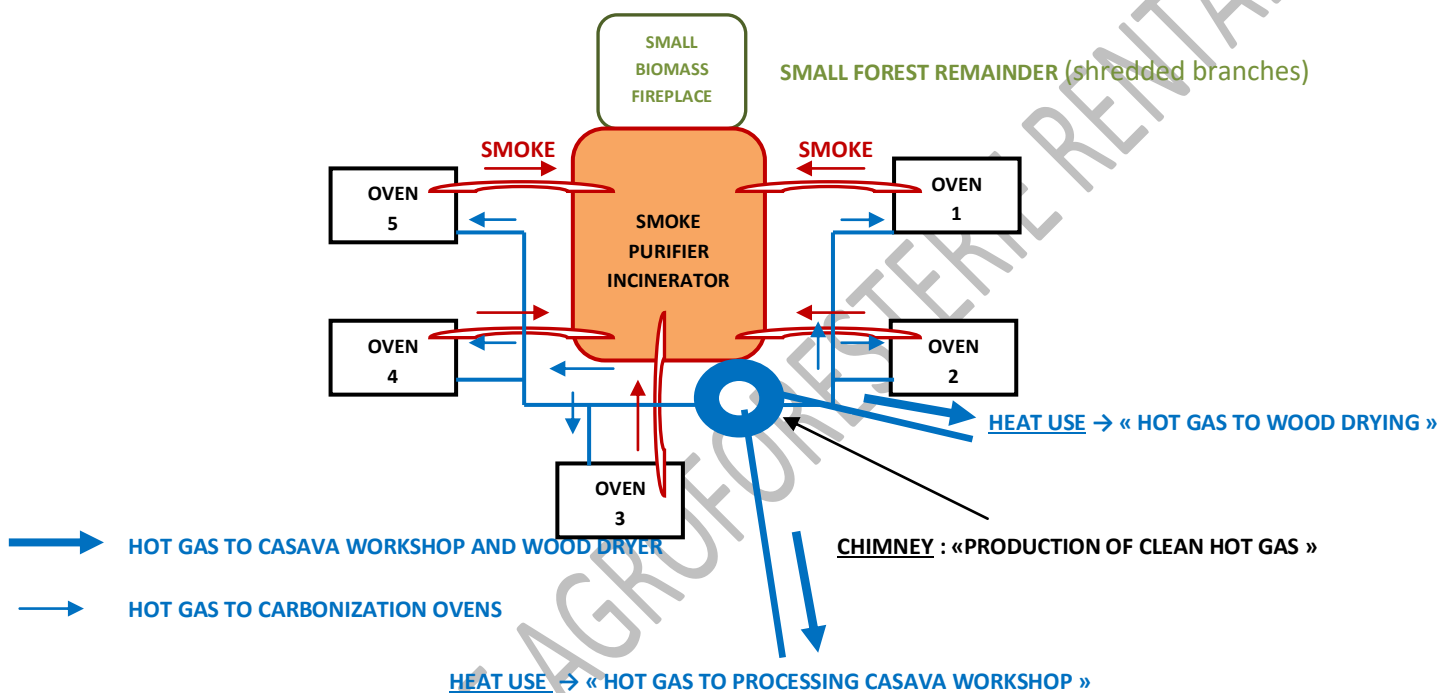 SMALL
BIOMASS
FIREPLACE
SMALL FOREST REMAINDER (shredded branches)
SMOKE
SMOKE
OVEN
5
OVEN
1
SMOKE
PURIFIER
INCINERATOR
OVEN
4
OVEN
2
HEAT USE → « HOT GAS TO WOOD DRYING »
OVEN
3
HOT GAS TO CASAVA WORKSHOP AND WOOD DRYER
CHIMNEY : «PRODUCTION OF CLEAN HOT GAS »
HOT GAS TO CARBONIZATION OVENS
HEAT USE → « HOT GAS TO PROCESSING CASAVA WORKSHOP »
AGROFORESTERIE